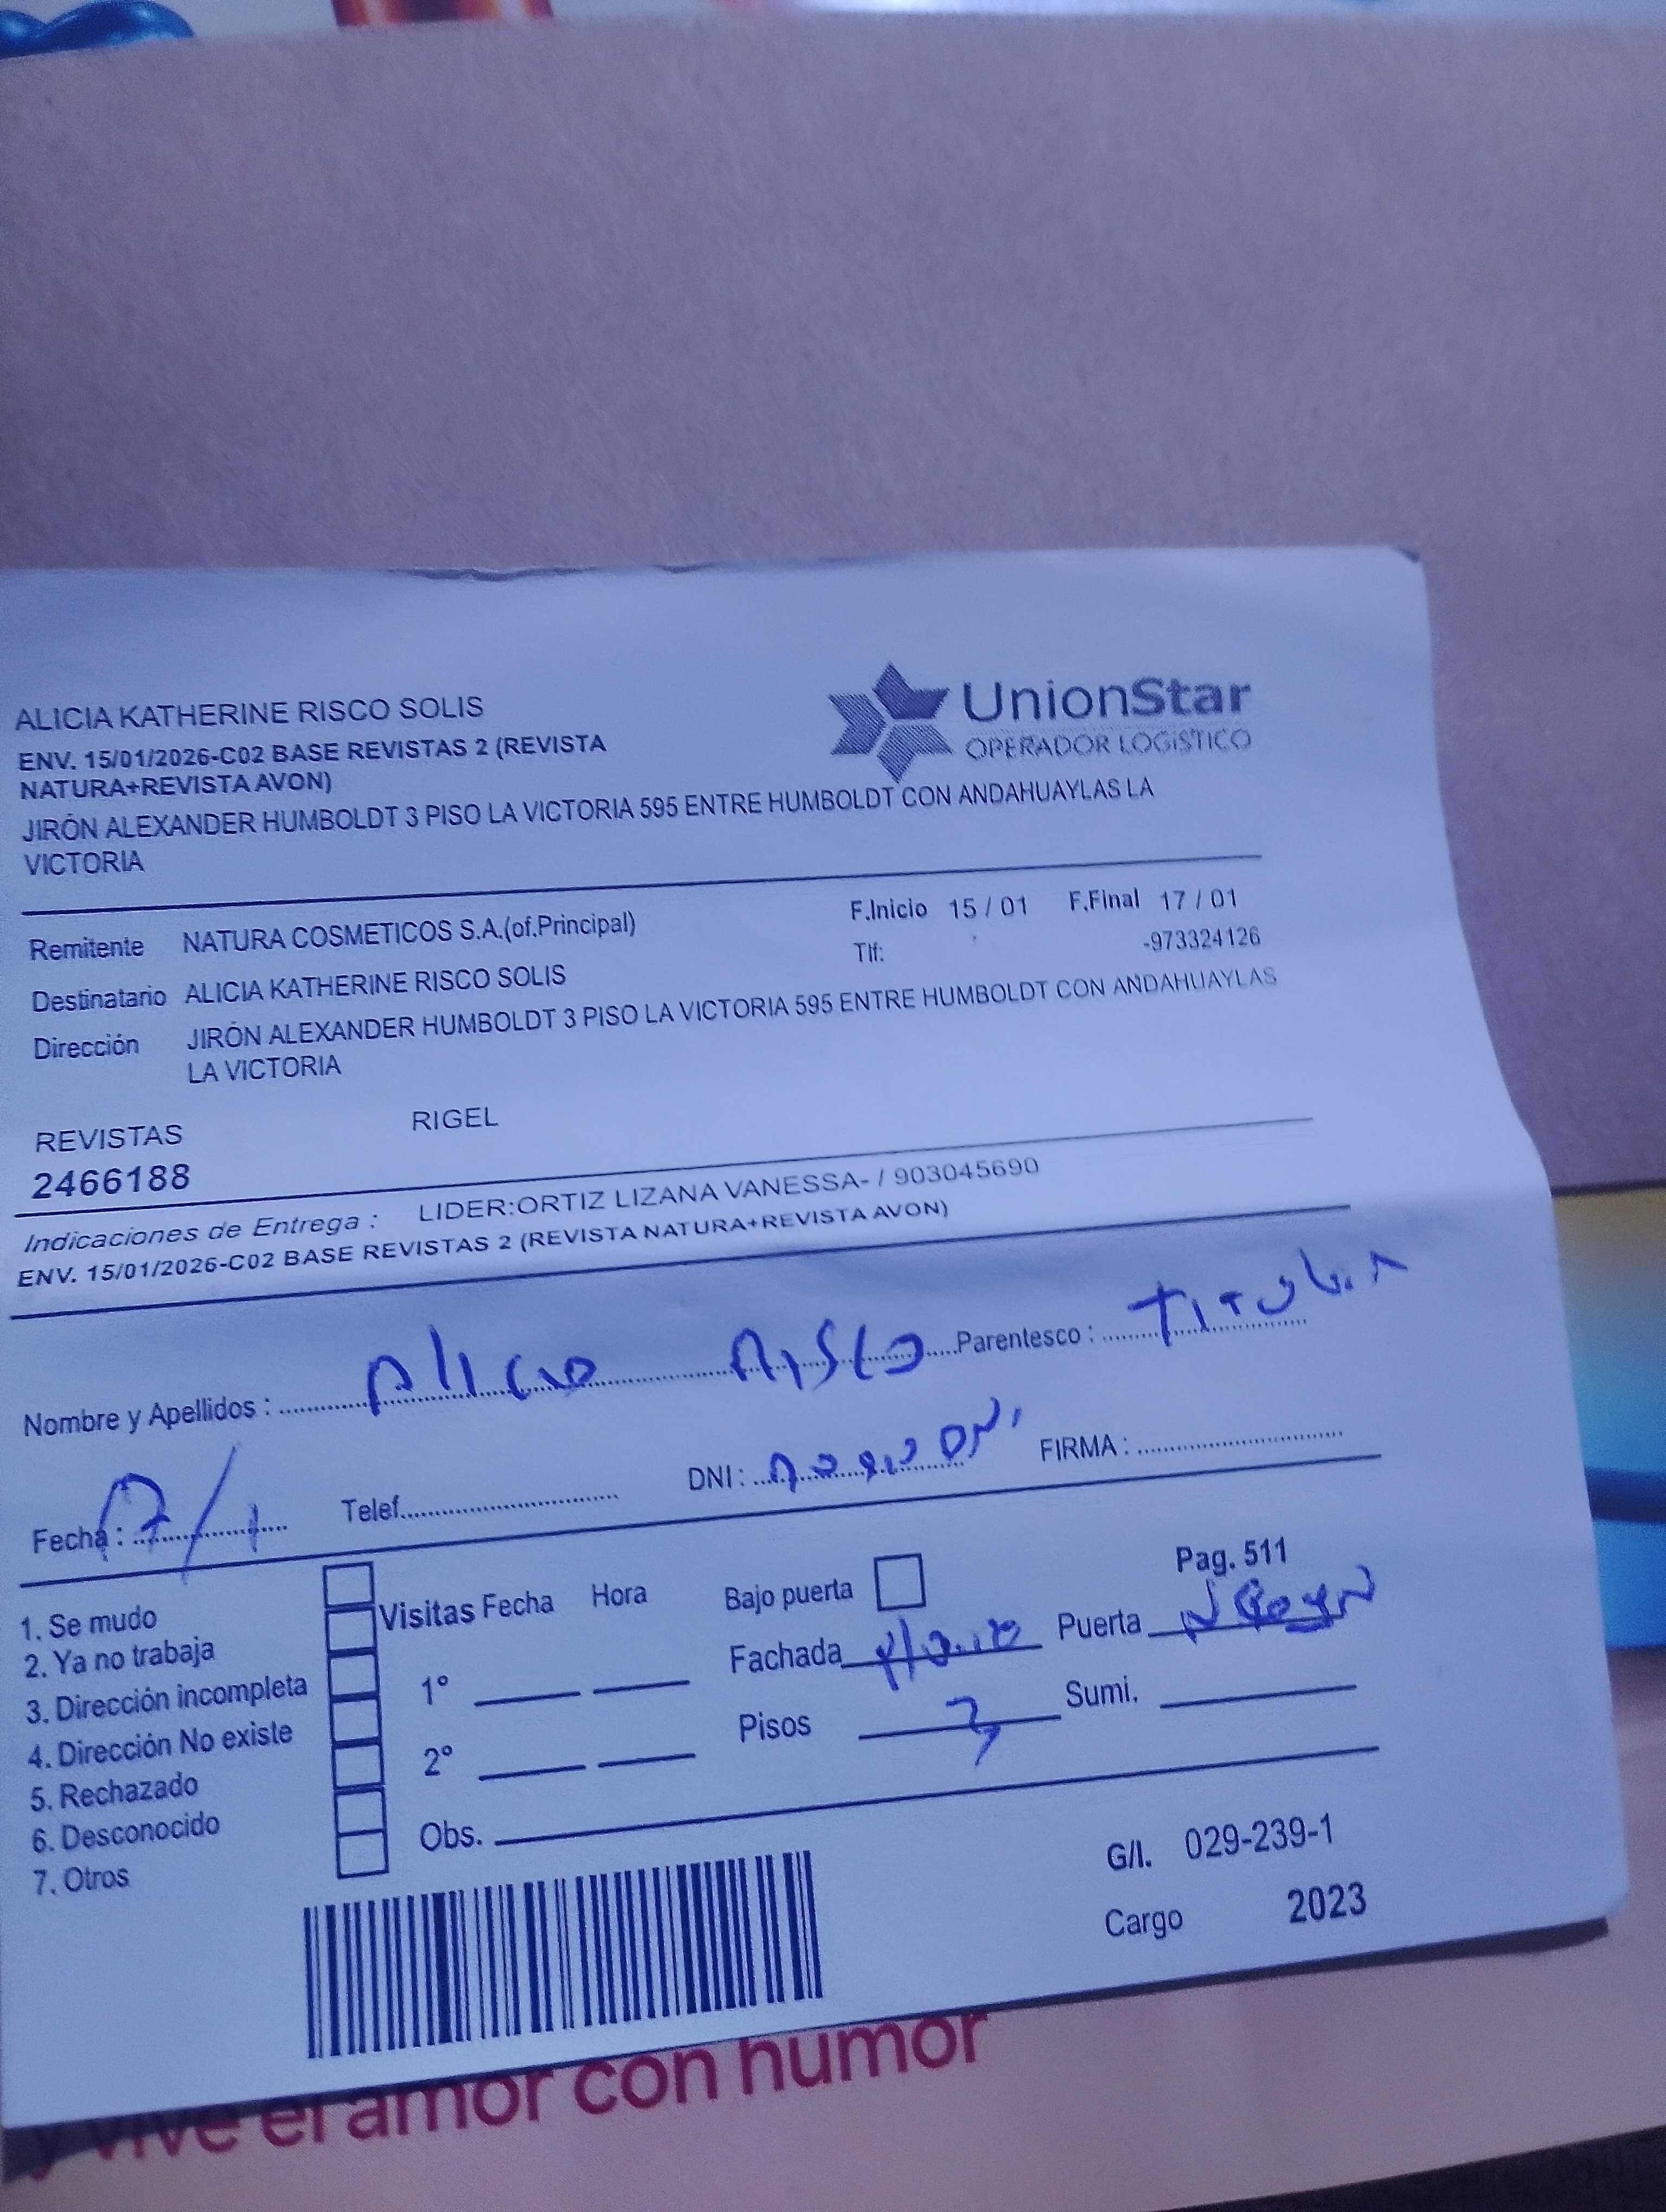 ALICIA KATHERINE RISCO SOLIS
ENV. 15/01/2026-C02 BASE REVISTAS 2 (REVISTA
NATURA+REVISTA AVON)
JIRÓN ALEXANDER HUMBOLDT 3 PISO LA VICTORIA 595 ENTRE HUMBOLDT CON ANDAHUAYLAS LA
VICTORIA
UnionStar
OPERADOR LOGíSTICO
Remitente NATURA COSMETICOS S.A.(of.Principal)
F.Inicio 15 / 01 F.Final 17 / 01
Destinatario ALICIA KATHERINE RISCO SOLIS
Tlf: -973324126
Dirección JIRÓN ALEXANDER HUMBOLDT 3 PISO LA VICTORIA 595 ENTRE HUMBOLDT CON ANDAHUAYLAS
LA VICTORIA
REVISTAS RIGEL
2466188
Indicaciones de Entrega : LIDER:ORTIZ LIZANA VANESSA- / 903045690
ENV. 15/01/2026-C02 BASE REVISTAS 2 (REVISTA NATURA+REVISTA AVON)
Nombre y Apellidos : Alicia Risco Parentesco : Titular
Fecha : 17/1 Telef. DNI : FIRMA :
Pag. 511
1. Se mudo
2. Ya no trabaja
3. Dirección incompleta
4. Dirección No existe
5. Rechazado
6. Desconocido
7. Otros
Visitas Fecha Hora
1°
2°
Obs.
Bajo puerta
Fachada Puerta
Pisos 3 Sumi.
G/I. 029-239-1
Cargo 2023
y vive el amor con humor